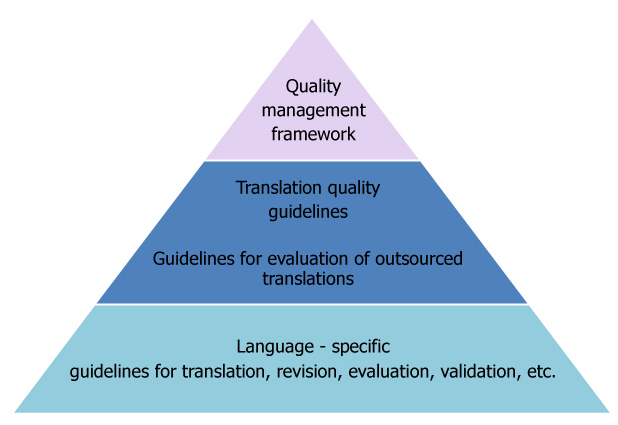 Quality
management
framework
Translation quality
guidelines
Guidelines for evaluation of outsourced
translations
Language - specific
guidelines for translation, revision, evaluation, validation, etc.